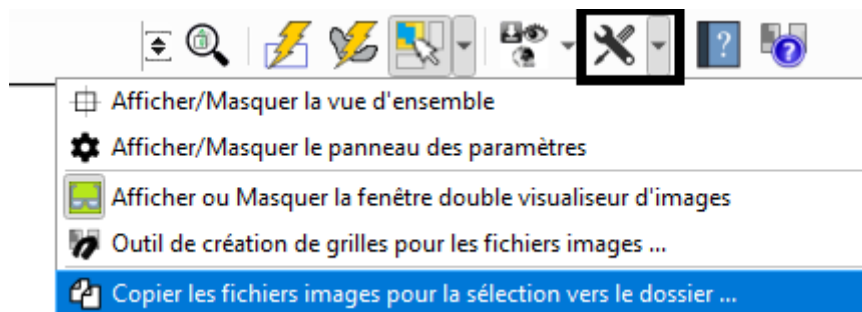 Afficher/Masquer la vue d'ensemble
Afficher/Masquer le panneau des paramètres
Afficher ou Masquer la fenêtre double visualiseur d'images
Outil de création de grilles pour les fichiers images ...
Copier les fichiers images pour la sélection vers le dossier ...